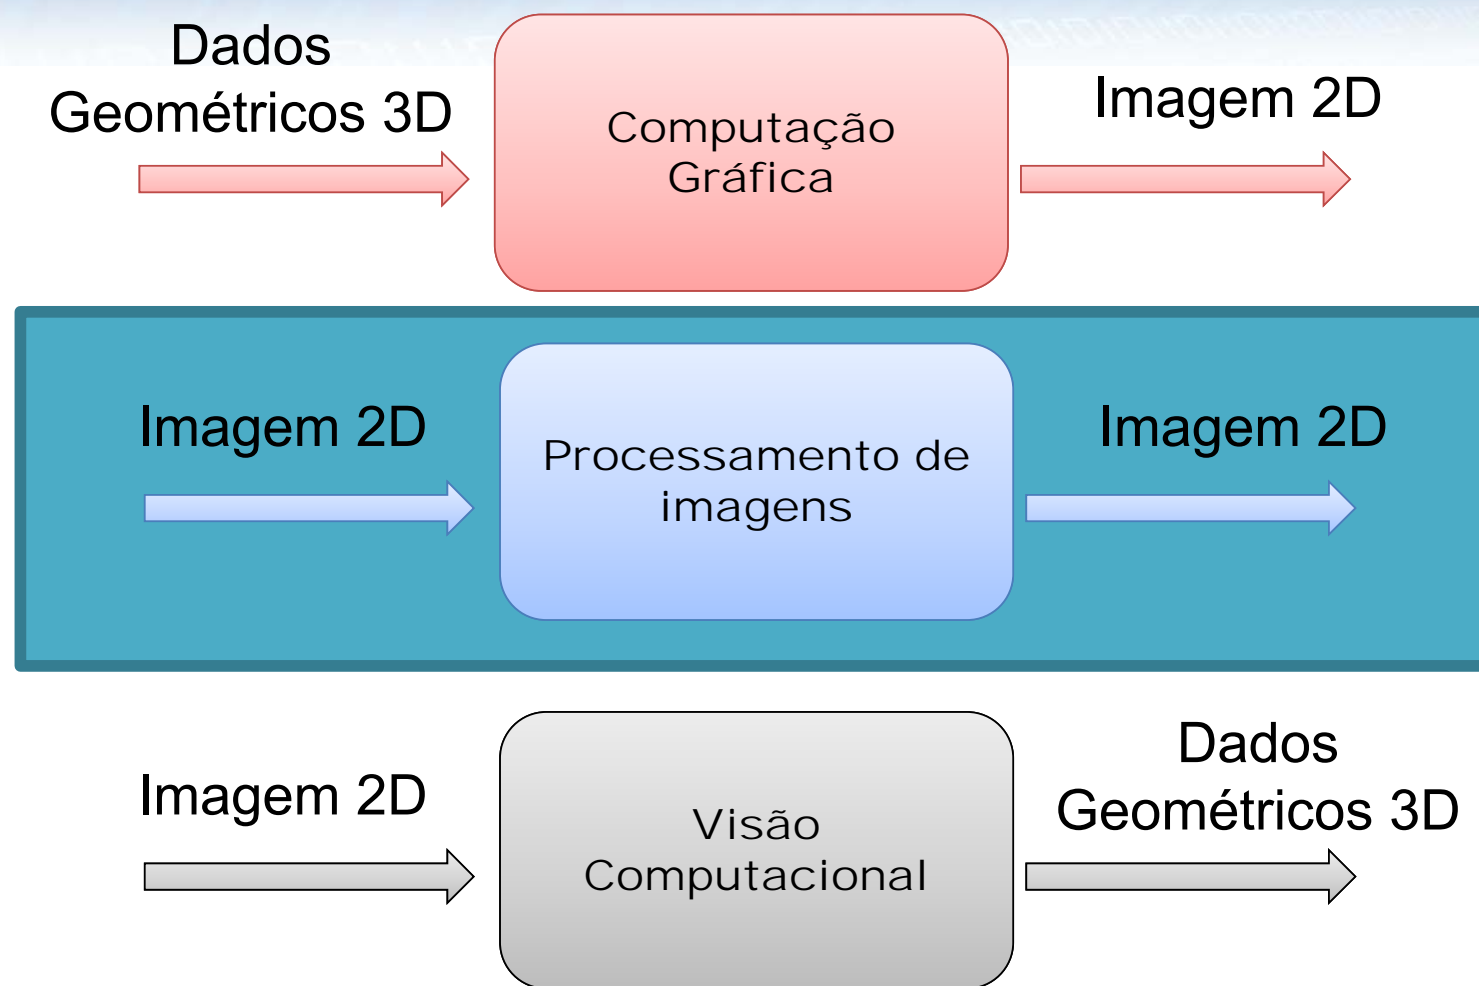 Dados
Geométricos 3D
Computação
Gráfica
Imagem 2D
Imagem 2D
Processamento de
imagens
Imagem 2D
Imagem 2D
Visão
Computacional
Dados
Geométricos 3D